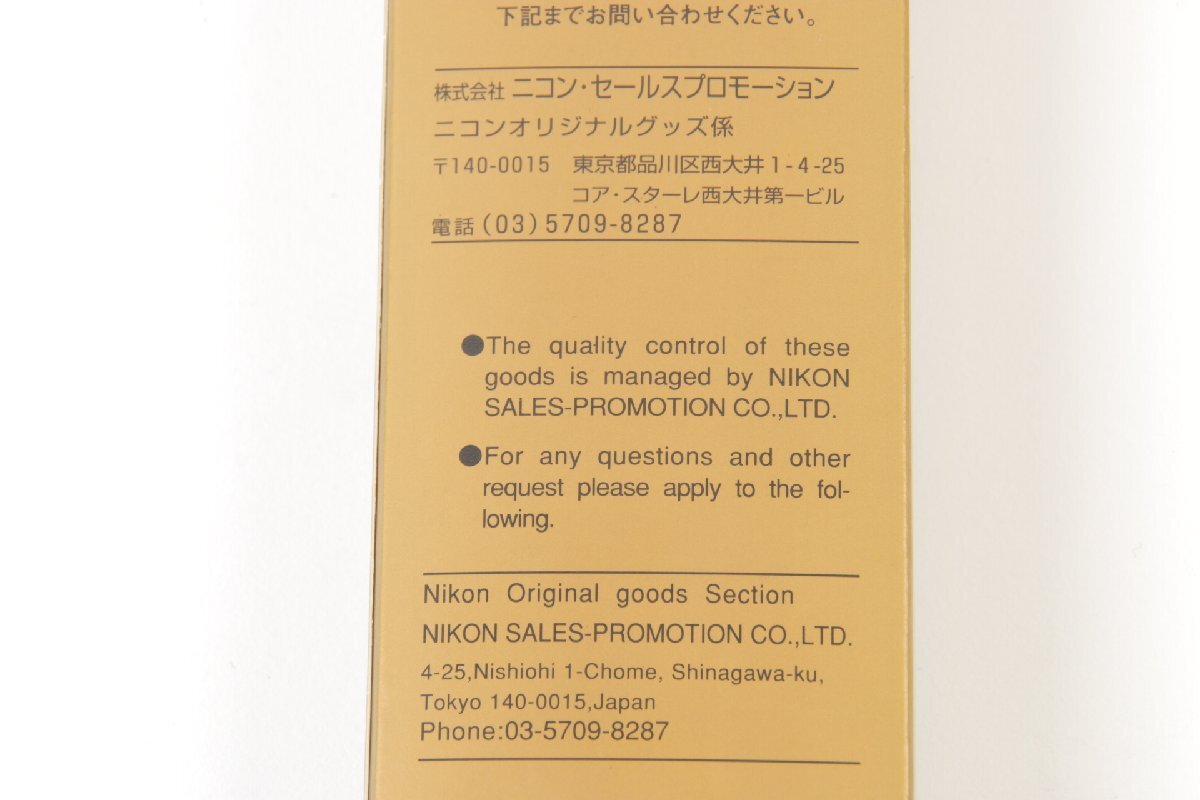 下記までお問い合わせください。
株式会社 ニコン・セールスプロモーション
ニコンオリジナルグッズ係
〒140-0015 東京都品川区西大井1-4-25
コア・スターレ西大井第一ビル
電話(03)5709-8287
●The quality control of these
goods is managed by NIKON
SALES-PROMOTION CO.,LTD.
●For any questions and other
request please apply to the fol-
lowing.
Nikon Original goods Section
NIKON SALES-PROMOTION CO.,LTD.
4-25,Nishiohi 1-Chome, Shinagawa-ku,
Tokyo 140-0015,Japan
Phone:03-5709-8287